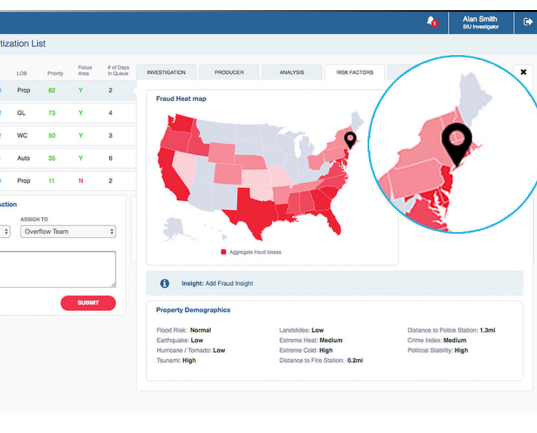 1
Alan Smith
SIU Investigator
tization List
LOB Priority Focus Area # of Days in Queue
Prop 82 Y 2
GL 73 Y 4
WC 50 Y 3
Auto 35 Y 6
Prop 11 N 2
ction
ASSIGN TO
Overflow Team
SUBMIT
INVESTIGATION PRODUCER ANALYSIS RISK FACTORS
Fraud Heat map
Aggregate fraud losses
Insight: Add Fraud Insight
Property Demographics
Flood Risk: Normal Landslides: Low Distance to Police Station: 1.3mi
Earthquake: Low Extreme Heat: Medium Crime Index: Medium
Hurricane / Tornado: Low Extreme Cold: High Political Stability: High
Tsunami: High Distance to Fire Station: 0.2mi